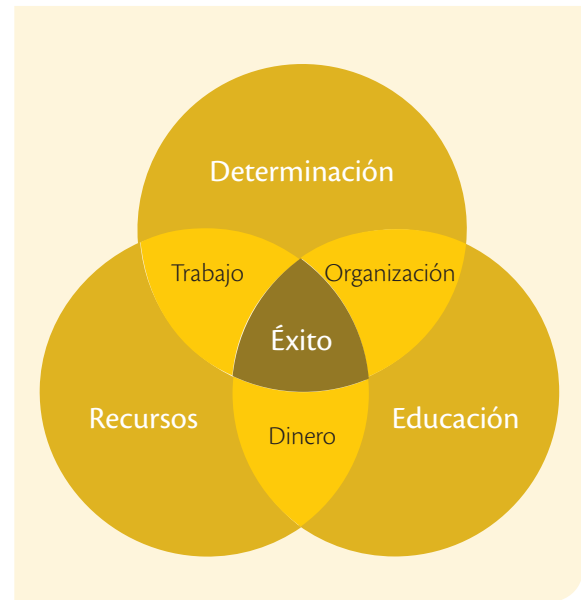 Determinación
Trabajo
Organización
Éxito
Recursos
Educación
Dinero